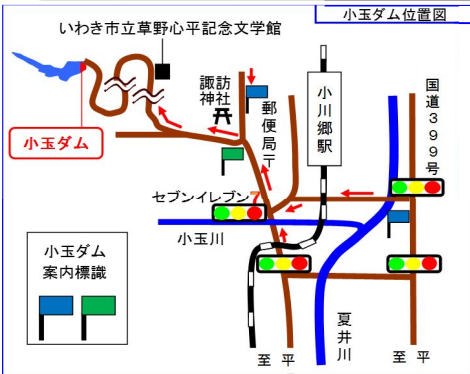 小玉ダム位置図
いわき市立草野心平記念文学館
諏訪
神社
郵便局〒
小川郷駅
国道399号
小玉ダム
セブンイレブン7
小玉川
小玉ダム
案内標識
夏井川
至 平
至 平